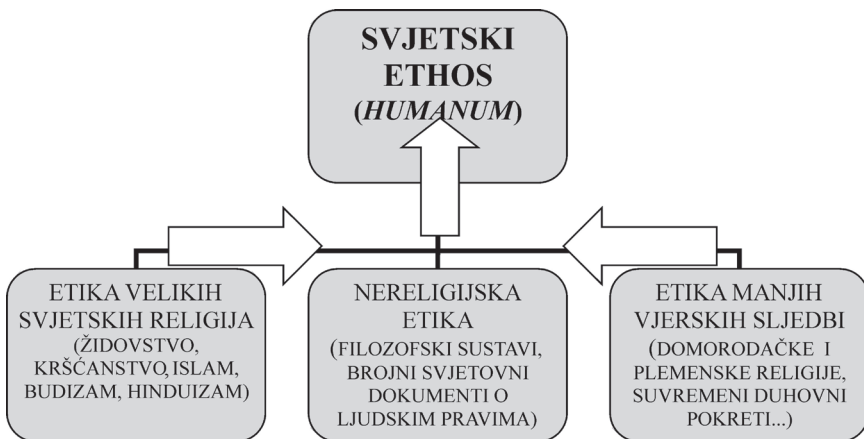 SVJETSKI
ETHOS
(HUMANUM)
ETIKA VELIKIH
SVJETSKIH RELIGIJA
(ŽIDOVSTVO,
KRŠĆANSTVO, ISLAM,
BUDIZAM, HINDUIZAM)
NERELIGIJSKA
ETIKA
(FILOZOFSKI SUSTAVI,
BROJNI SVJETOVNI
DOKUMENTI O
LJUDSKIM PRAVIMA)
ETIKA MANJIH
VJERSKIH SLJEDBI
(DOMORODAČKE I
PLEMENSKE RELIGIJE,
SUVREMENI DUHOVNI
POKRETI...)